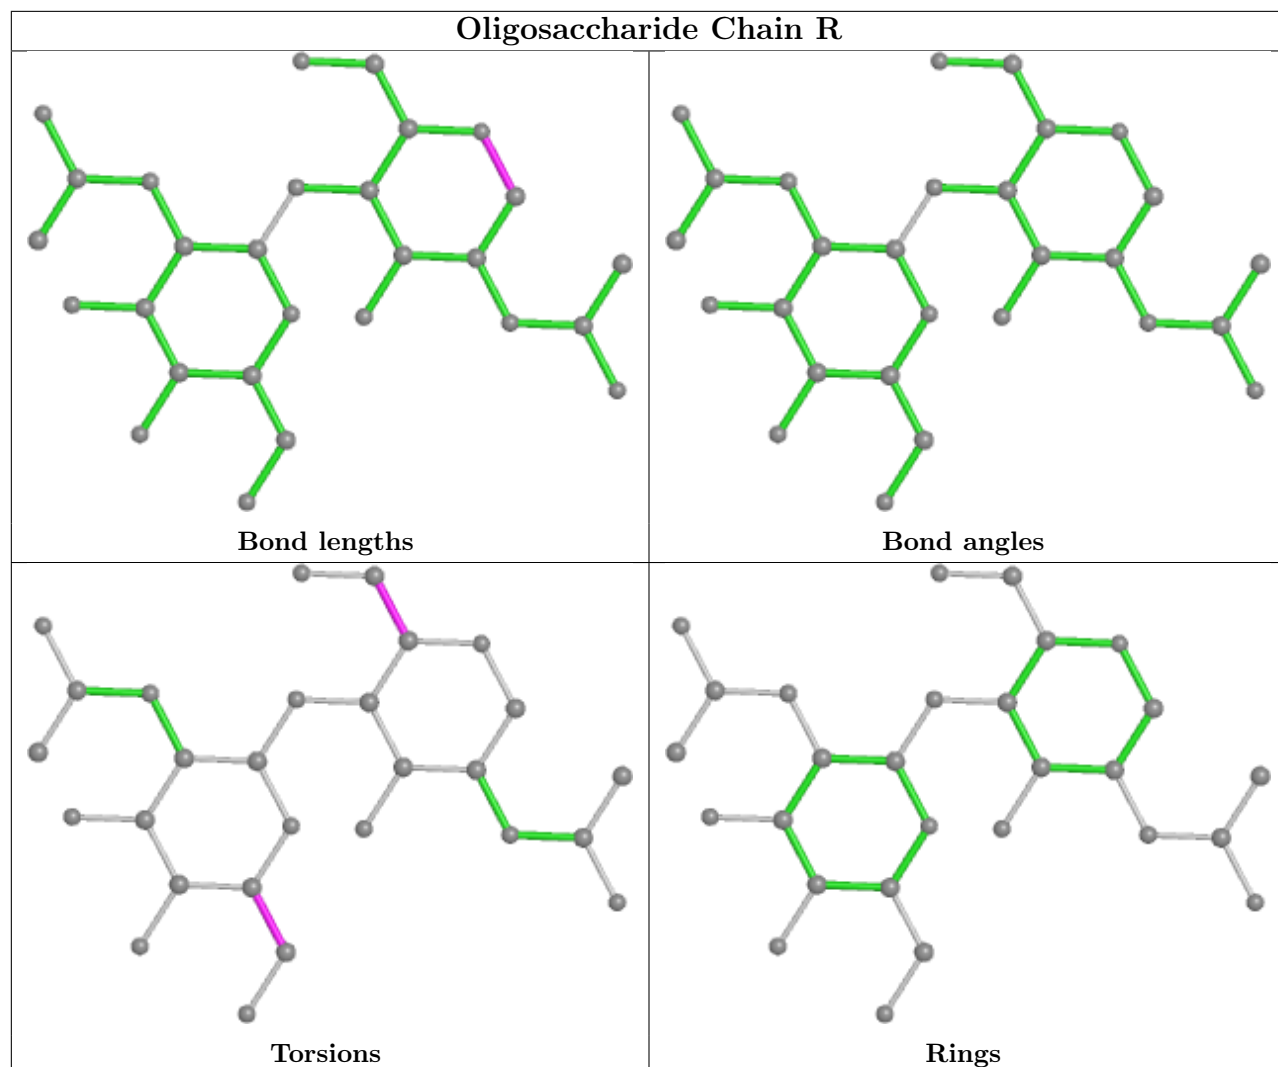 Oligosaccharide Chain R
Bond lengths
Bond angles
Torsions
Rings